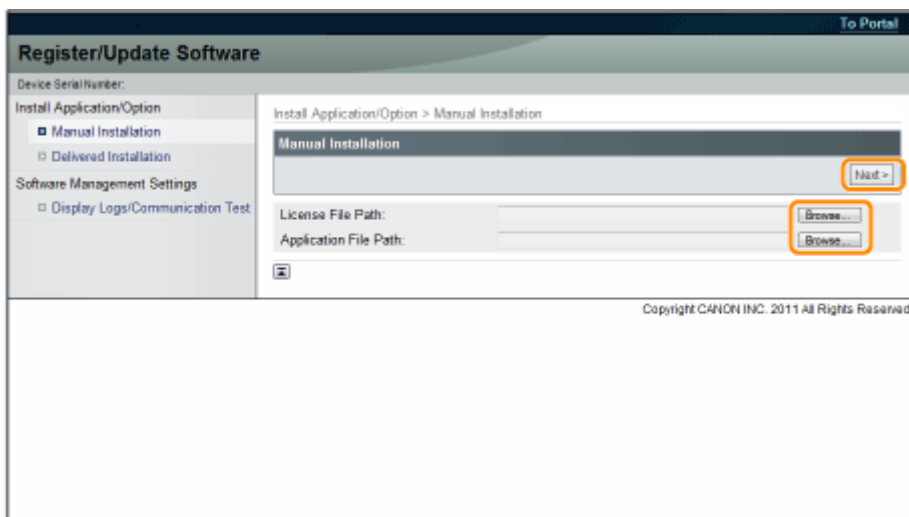 To Portal
Register/Update Software
Device Serial Number:
Install Application/Option
Manual Installation
Delivered Installation
Software Management Settings
Display Logs/Communication Test
Install Application/Option > Manual Installation
Manual Installation
Next >
License File Path:
Browse...
Application File Path:
Browse...
Copyright CANON INC. 2011 All Rights Reserved